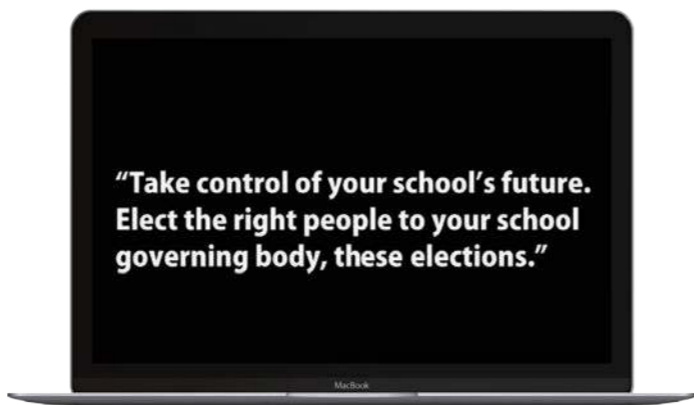 “Take control of your school’s future.
Elect the right people to your school
governing body, these elections.”
MacBook